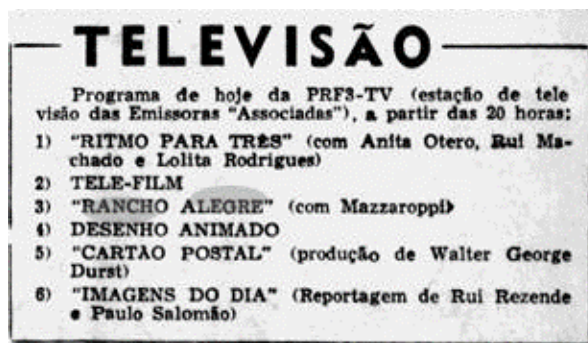 TELEVISÃO
Programa de hoje da PRF3-TV (estação de tele
visão das Emissoras "Associadas"), a partir das 20 horas:
1) "RITMO PARA TRÊS" (com Anita Otero, Rui Ma-
chado e Lolita Rodrigues)
2) TELE-FILM
3) "RANCHO ALEGRE" (com Mazzaroppi)
4) DESENHO ANIMADO
5) "CARTÃO POSTAL" (produção de Walter George
Durst)
6) "IMAGENS DO DIA" (Reportagem de Rui Rezende
e Paulo Salomão)